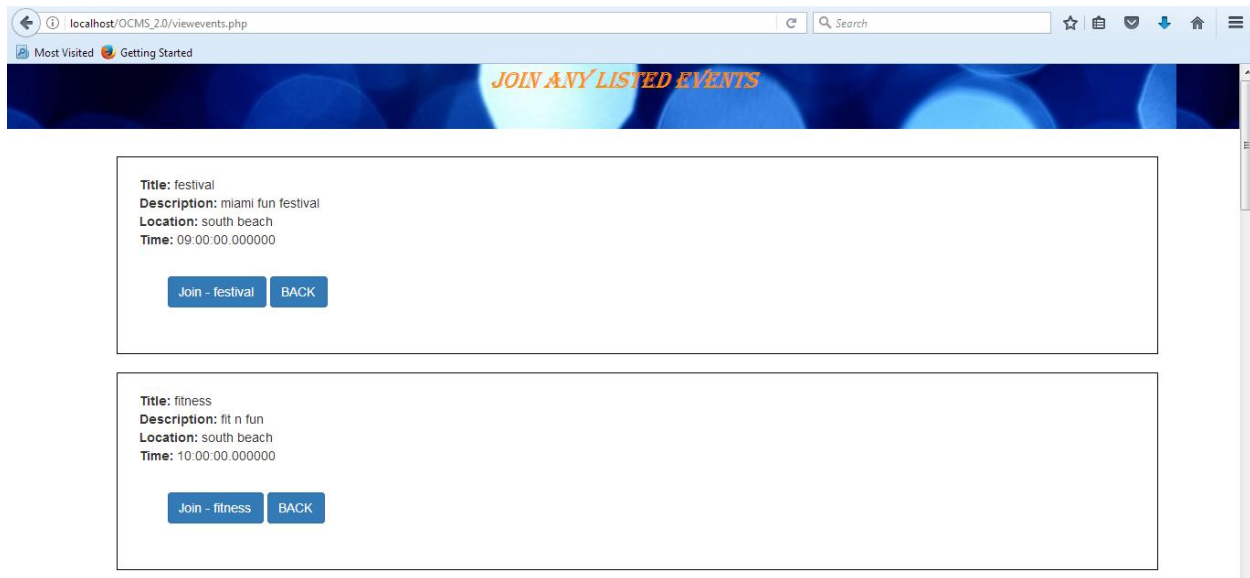 localhost/OCMS_2.0/viewevents.php
Search
Most Visited Getting Started
JOIN ANY LISTED EVENTS
Title: festival
Description: miami fun festival
Location: south beach
Time: 09:00:00.000000
Join - festival BACK
Title: fitness
Description: fit n fun
Location: south beach
Time: 10:00:00.000000
Join - fitness BACK